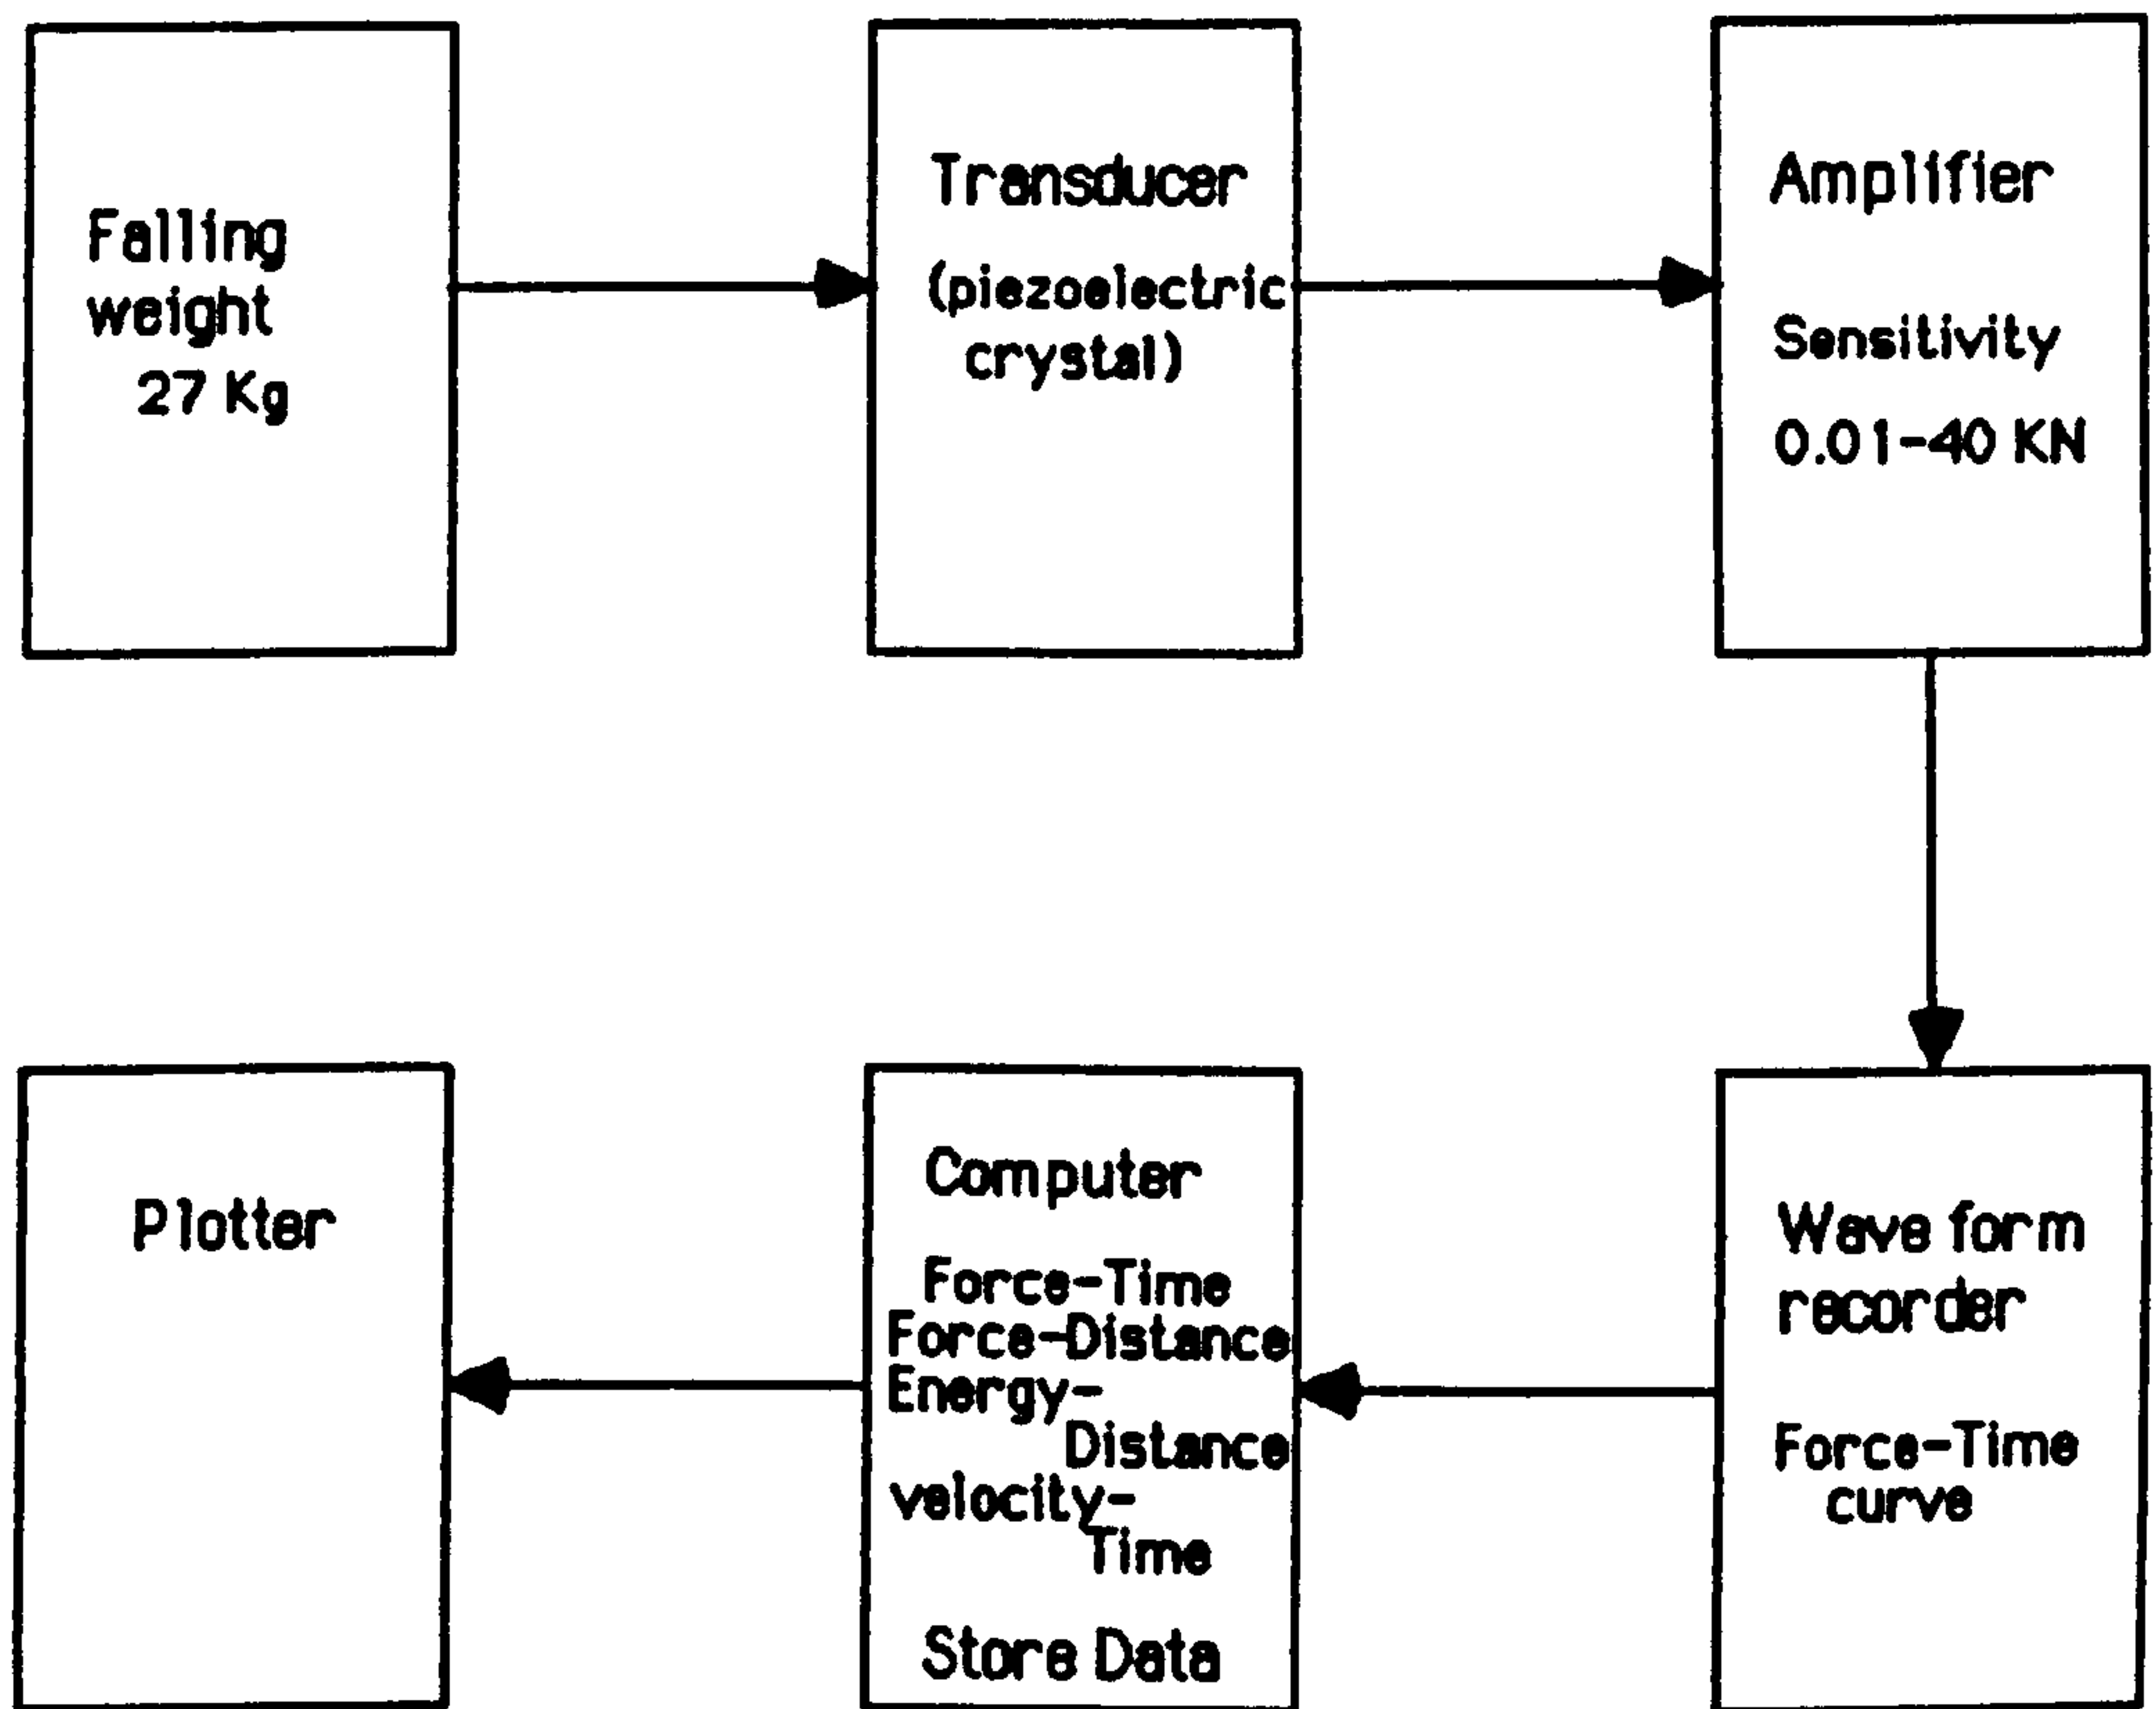 Falling
weight
27 Kg
Transducer
(piezoelectric
crystal)
Amplifier
Sensitivity
0.01-40 KN
Plotter
Computer
Force-Time
Force-Distance
Energy-
Distance
velocity-
Time
Store Data
Wave form
recorder
Force-Time
curve